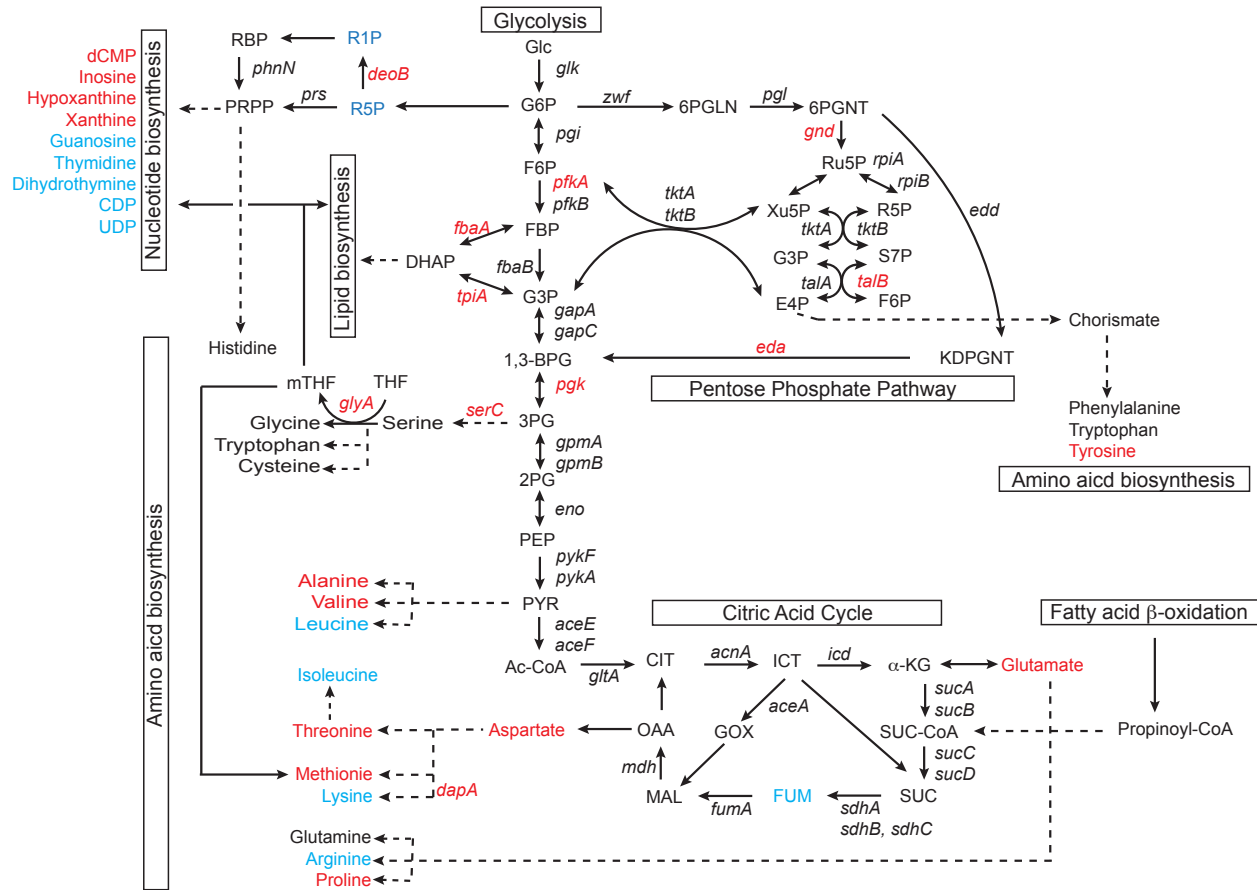 Glycolysis
RBP
R1P
Glc
dCMP
Inosine
Hypoxanthine
Xanthine
Guanosine
Thymidine
Dihydrothymine
CDP
UDP
Nucleotide biosynthesis
phnN
deoB
glk
PRPP
prs
R5P
G6P
zwf
6PGLN
pgl
6PGNT
pgi
gnd
F6P
Ru5P
rpiA
rpiB
pfkA
pfkB
tktA
tktB
Xu5P
R5P
tktA
tktB
edd
Lipid biosynthesis
fbaA
FBP
DHAP
fbaB
G3P
S7P
talA
talB
tpiA
G3P
E4P
F6P
gapA
gapC
Chorismate
Histidine
1,3-BPG
eda
KDPGNT
Pentose Phosphate Pathway
mTHF
THF
pgk
glyA
serC
Glycine
Serine
3PG
Tryptophan
Cysteine
gpmA
gpmB
2PG
Phenylalanine
Tryptophan
Tyrosine
Amino aicd biosynthesis
eno
PEP
pykF
pykA
Amino aicd biosynthesis
Alanine
Valine
Leucine
PYR
aceE
aceF
Citric Acid Cycle
Fatty acid β-oxidation
Ac-CoA
gltA
CIT
acnA
ICT
icd
α-KG
Glutamate
Isoleucine
aceA
sucA
sucB
Threonine
Aspartate
OAA
GOX
SUC-CoA
Propinoyl-CoA
mdh
sucC
sucD
Methionie
Lysine
dapA
MAL
fumA
FUM
sdhA
sdhB, sdhC
SUC
Glutamine
Arginine
Proline